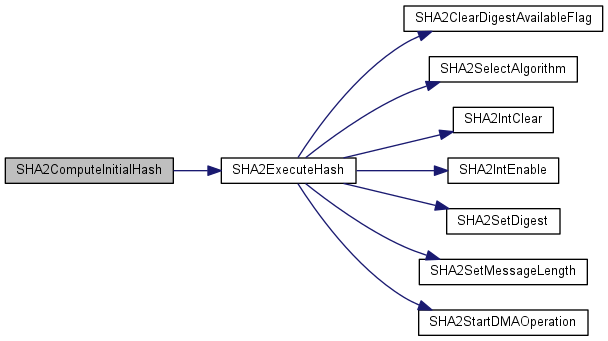 SHA2ClearDigestAvailableFlag
SHA2SelectAlgorithm
SHA2IntClear
SHA2ComputeInitialHash
SHA2ExecuteHash
SHA2IntEnable
SHA2SetDigest
SHA2SetMessageLength
SHA2StartDMAOperation